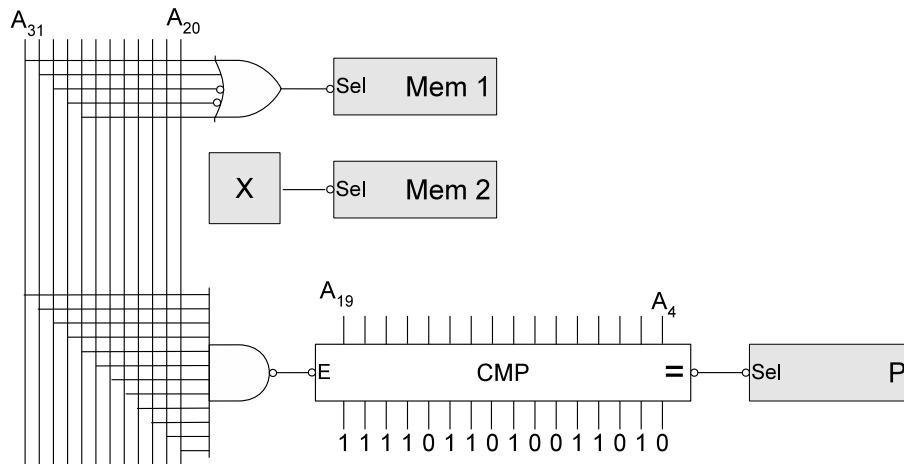 A₃₁ A₂₀
Sel Mem 1
X Sel Mem 2
A₁₉ A₄
E CMP = Sel P
1 1 1 1 0 1 1 0 1 0 0 1 1 0 1 0